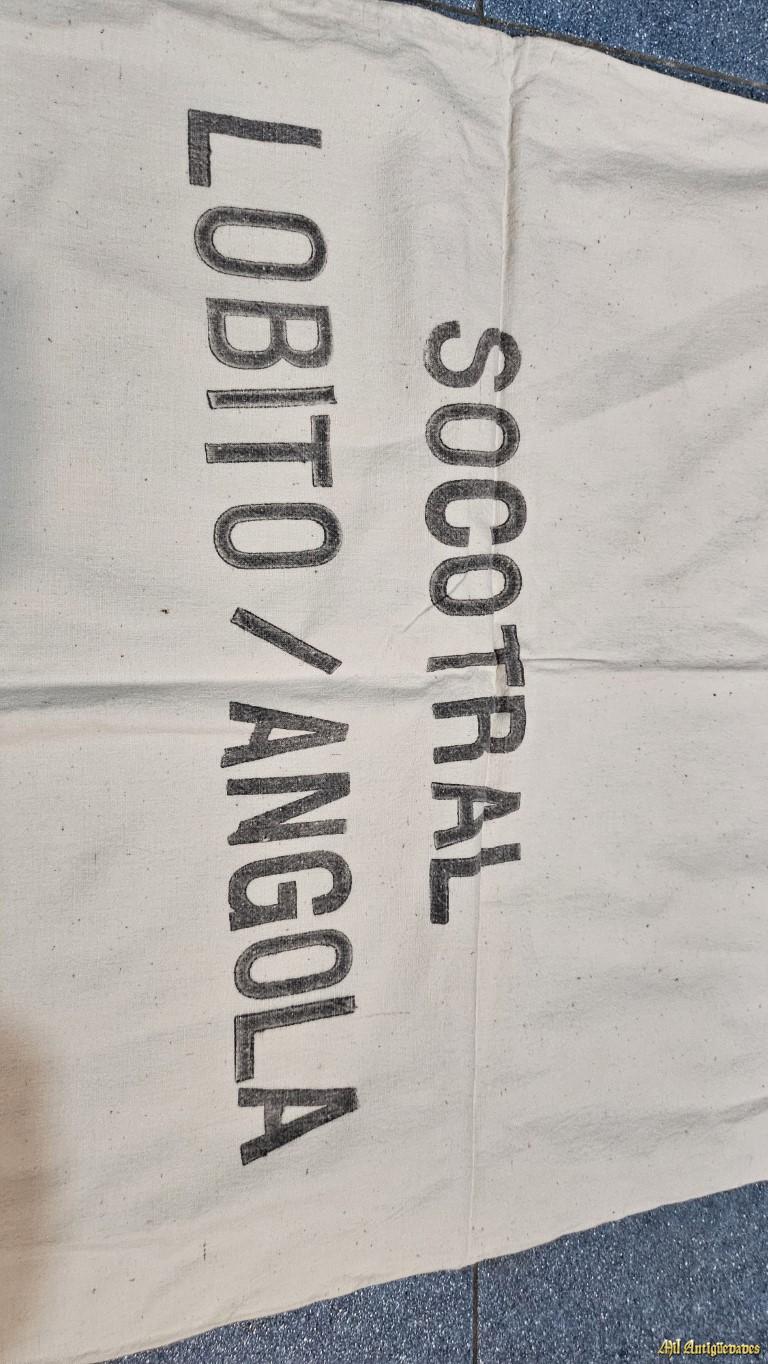 SOCOTRAL
LOBITO / ANGOLA
Mil Antigüedades